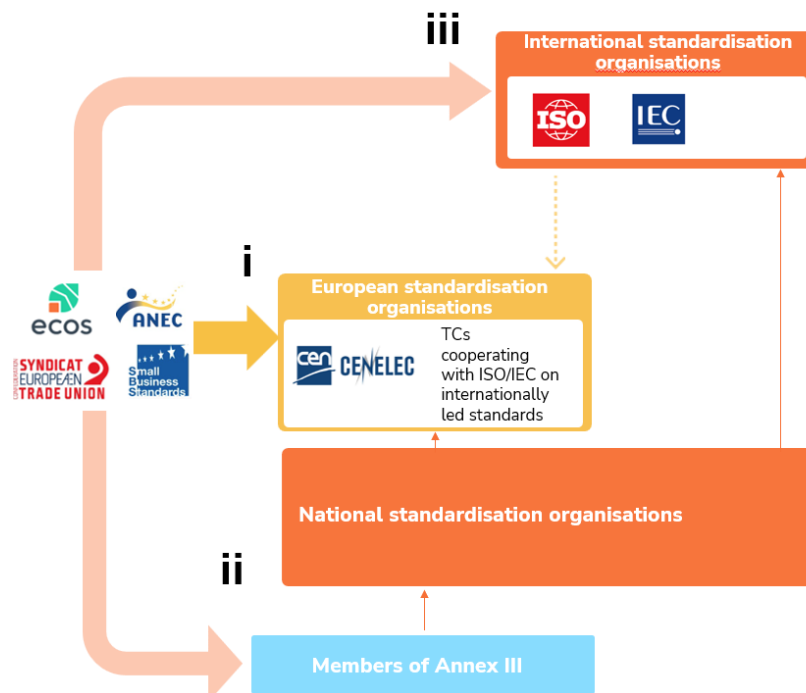 iii
International standardisation
organisations
ISO
IEC
i
European standardisation
organisations
ecos
ANEC
SYNDICAT
EUROPEAN
TRADE UNION
CONFEDERATION
Small
Business
Standards
cen
CENELEC
TCs
cooperating
with ISO/IEC on
internationally
led standards
National standardisation organisations
ii
Members of Annex III